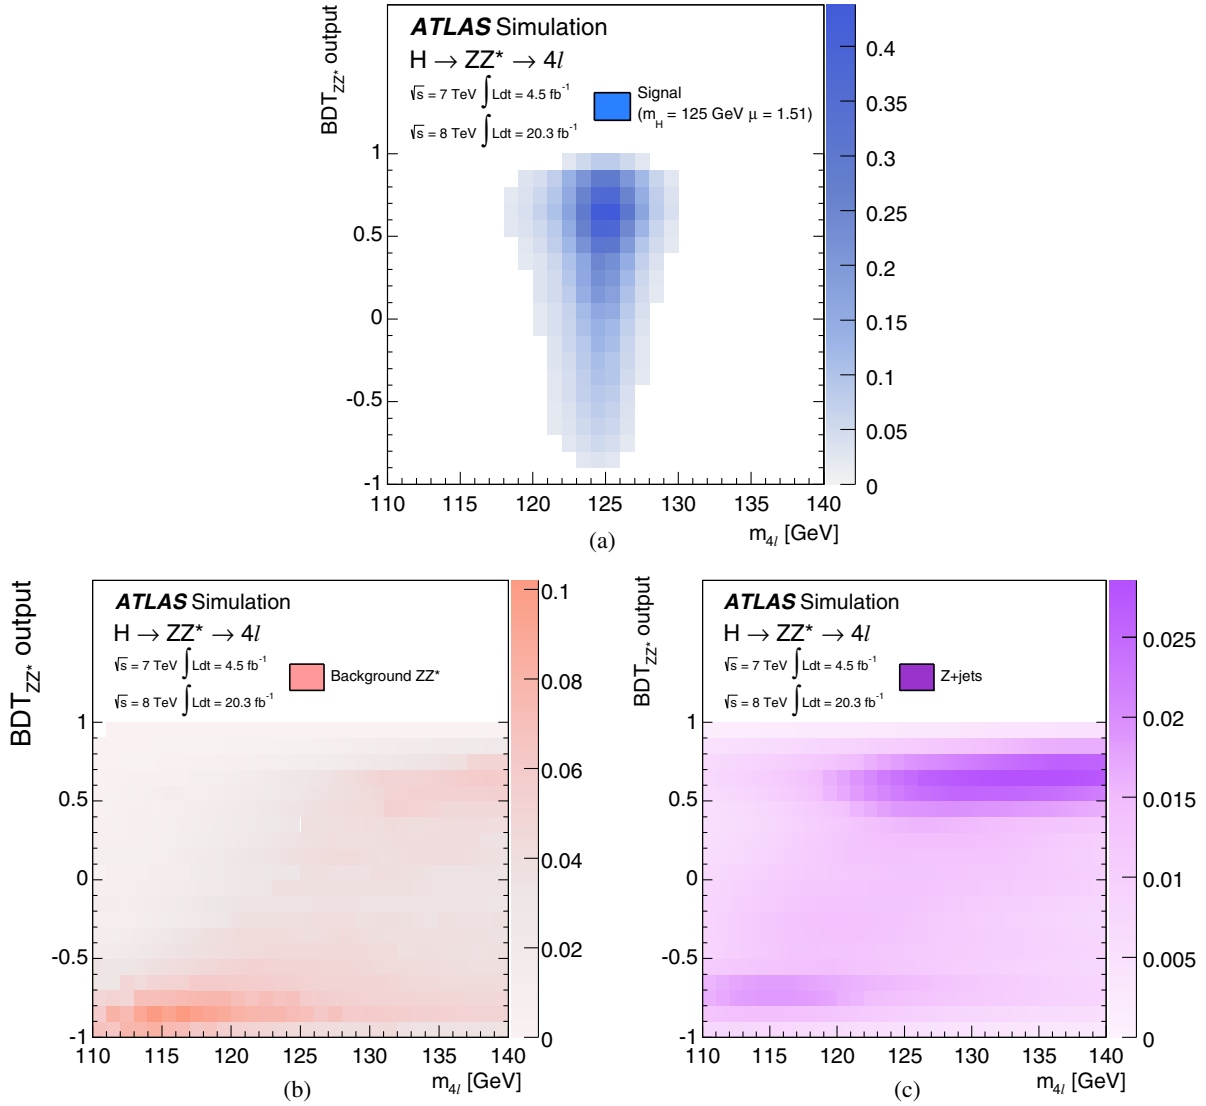 BDT_ZZ* output
ATLAS Simulation
H → ZZ* → 4l
√s = 7 TeV ∫Ldt = 4.5 fb⁻¹
√s = 8 TeV ∫Ldt = 20.3 fb⁻¹
Signal
(m_H = 125 GeV μ = 1.51)
1
0.5
0
-0.5
-1
110 115 120 125 130 135 140
m_4l [GeV]
0.4
0.35
0.3
0.25
0.2
0.15
0.1
0.05
0
(a)
BDT_ZZ* output
ATLAS Simulation
H → ZZ* → 4l
√s = 7 TeV ∫Ldt = 4.5 fb⁻¹
√s = 8 TeV ∫Ldt = 20.3 fb⁻¹
Background ZZ*
1
0.5
0
-0.5
-1
110 115 120 125 130 135 140
m_4l [GeV]
0.1
0.08
0.06
0.04
0.02
0
(b)
BDT_ZZ* output
ATLAS Simulation
H → ZZ* → 4l
√s = 7 TeV ∫Ldt = 4.5 fb⁻¹
√s = 8 TeV ∫Ldt = 20.3 fb⁻¹
Z+jets
1
0.5
0
-0.5
-1
110 115 120 125 130 135 140
m_4l [GeV]
0.025
0.02
0.015
0.01
0.005
0
(c)